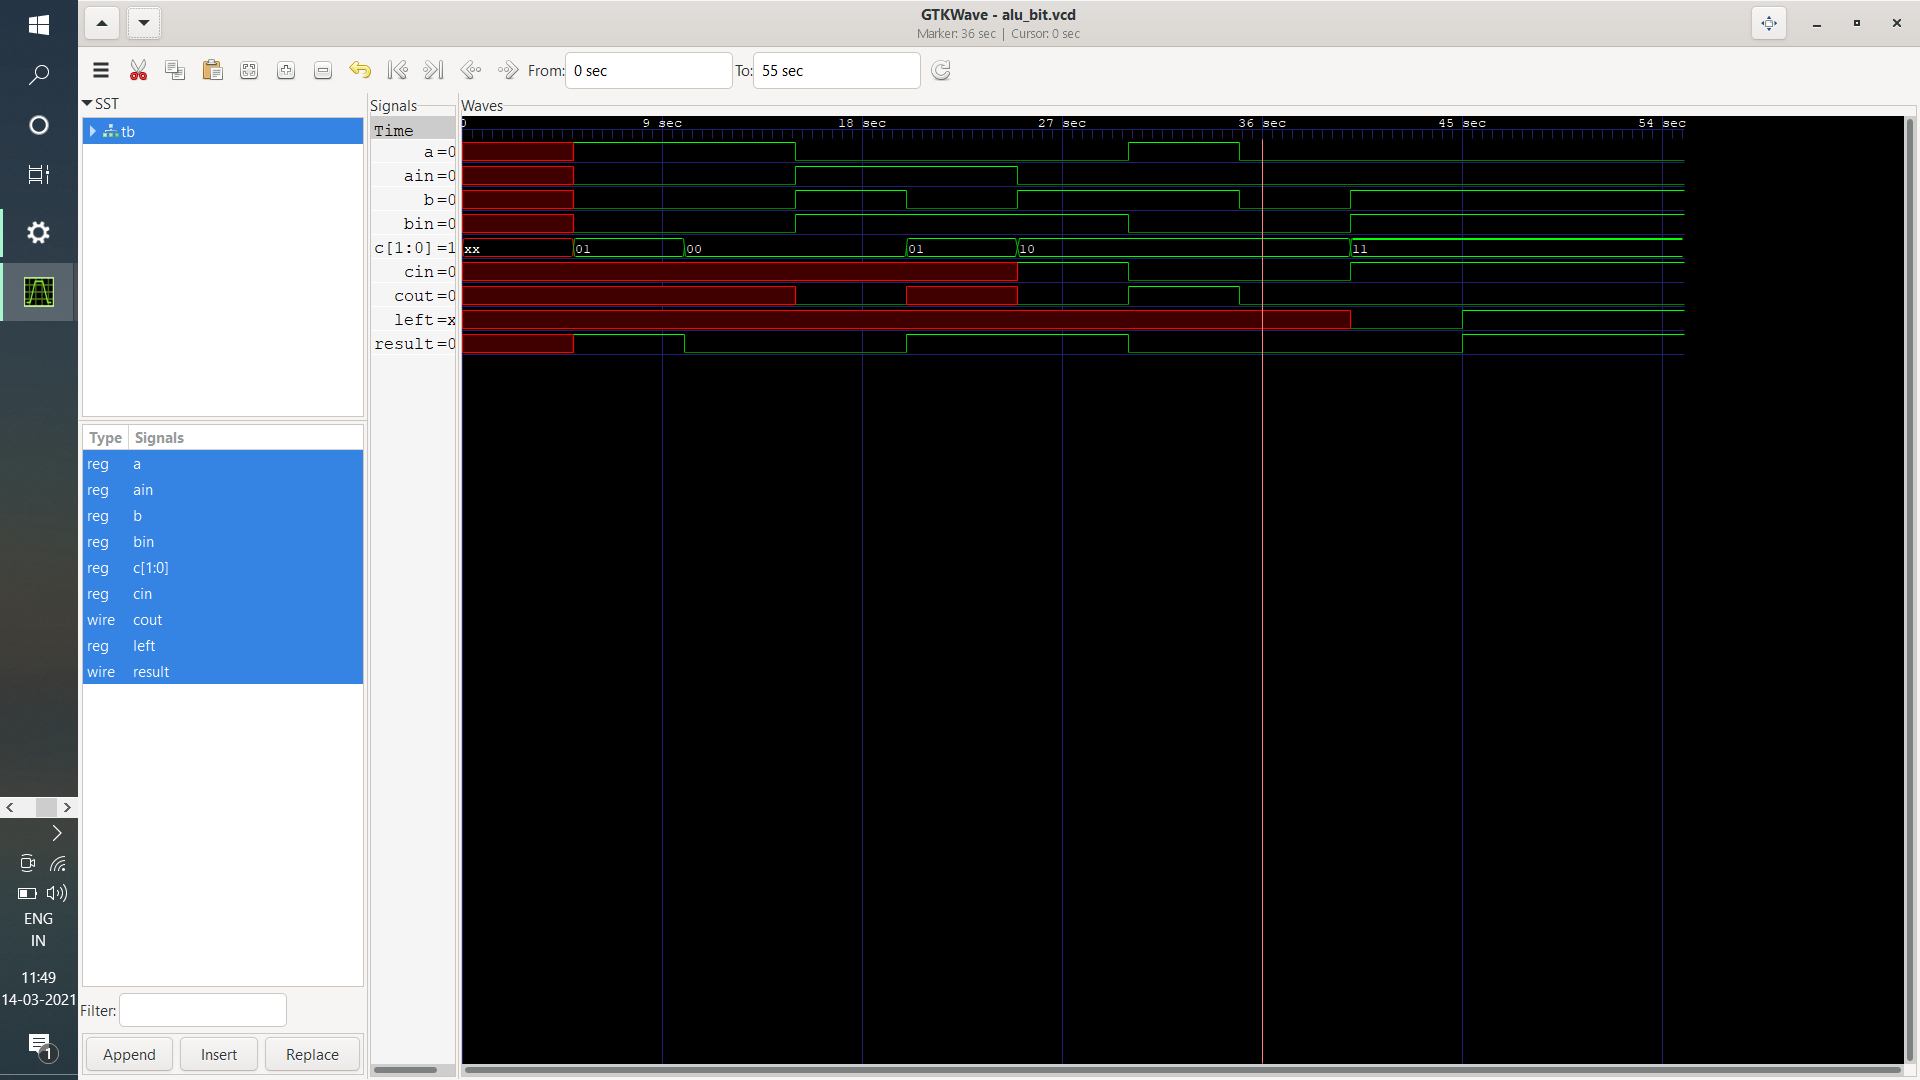 GTKWave - alu_bit.vcd
Marker: 36 sec | Cursor: 0 sec
From: 0 sec To: 55 sec
SST
tb
Type Signals
reg a
reg ain
reg b
reg bin
reg c[1:0]
reg cin
wire cout
reg left
wire result
Filter:
Append Insert Replace
Signals
Time
a=0
ain=0
b=0
bin=0
c[1:0]=1
cin=0
cout=0
left=x
result=0
Waves
0 9 sec 18 sec 27 sec 36 sec 45 sec 54 sec
xx 01 00 01 10 11
ENG
IN
11:49
14-03-2021
1